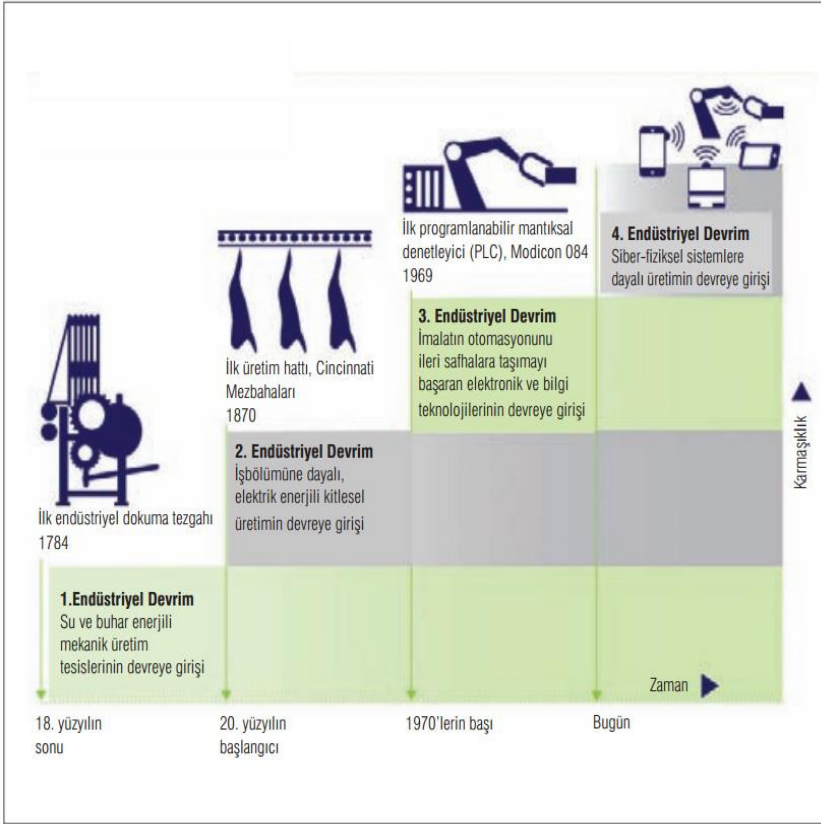 İlk endüstriyel dokuma tezgahı
1784
1.Endüstriyel Devrim
Su ve buhar enerjili
mekanik üretim
tesislerinin devreye girişi
18. yüzyılın
sonu
İlk üretim hattı, Cincinnati
Mezbahaları
1870
2. Endüstriyel Devrim
İşbölümüne dayalı,
elektrik enerjili kitlesel
üretimin devreye girişi
20. yüzyılın
başlangıcı
İlk programlanabilir mantıksal
denetleyici (PLC), Modicon 084
1969
3. Endüstriyel Devrim
İmalatın otomasyonunu
ileri safhalara taşımayı
başaran elektronik ve bilgi
teknolojilerinin devreye girişi
1970'lerin başı
4. Endüstriyel Devrim
Siber-fiziksel sistemlere
dayalı üretimin devreye girişi
Bugün
Zaman
Karmaşıklık